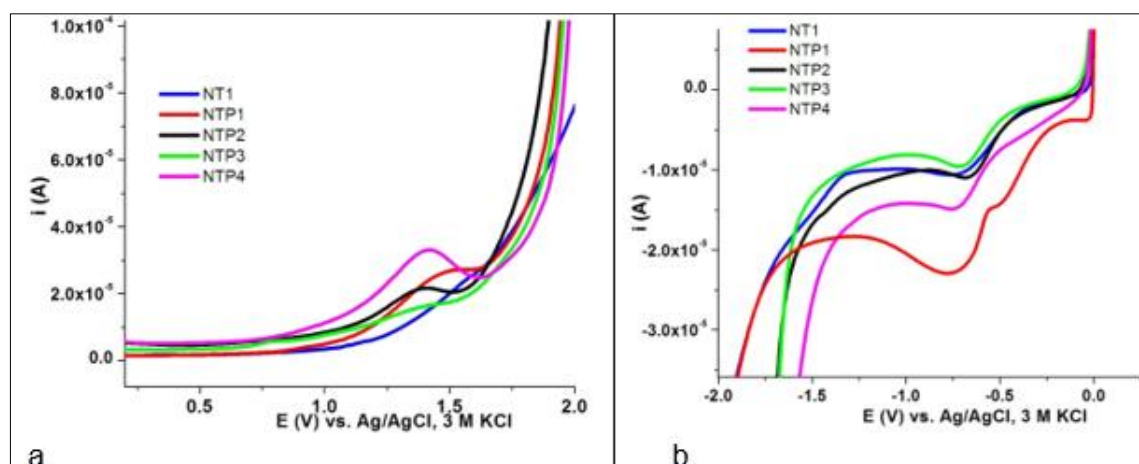 1.0x10⁻⁴
8.0x10⁻⁵
6.0x10⁻⁵
4.0x10⁻⁵
2.0x10⁻⁵
0.0
i (A)
NT1
NTP1
NTP2
NTP3
NTP4
0.5
1.0
1.5
2.0
E (V) vs. Ag/AgCl, 3 M KCl
a
NT1
NTP1
NTP2
NTP3
NTP4
0.0
-1.0x10⁻⁵
-2.0x10⁻⁵
-3.0x10⁻⁵
i (A)
-2.0
-1.5
-1.0
-0.5
0.0
E (V) vs. Ag/AgCl, 3 M KCl
b